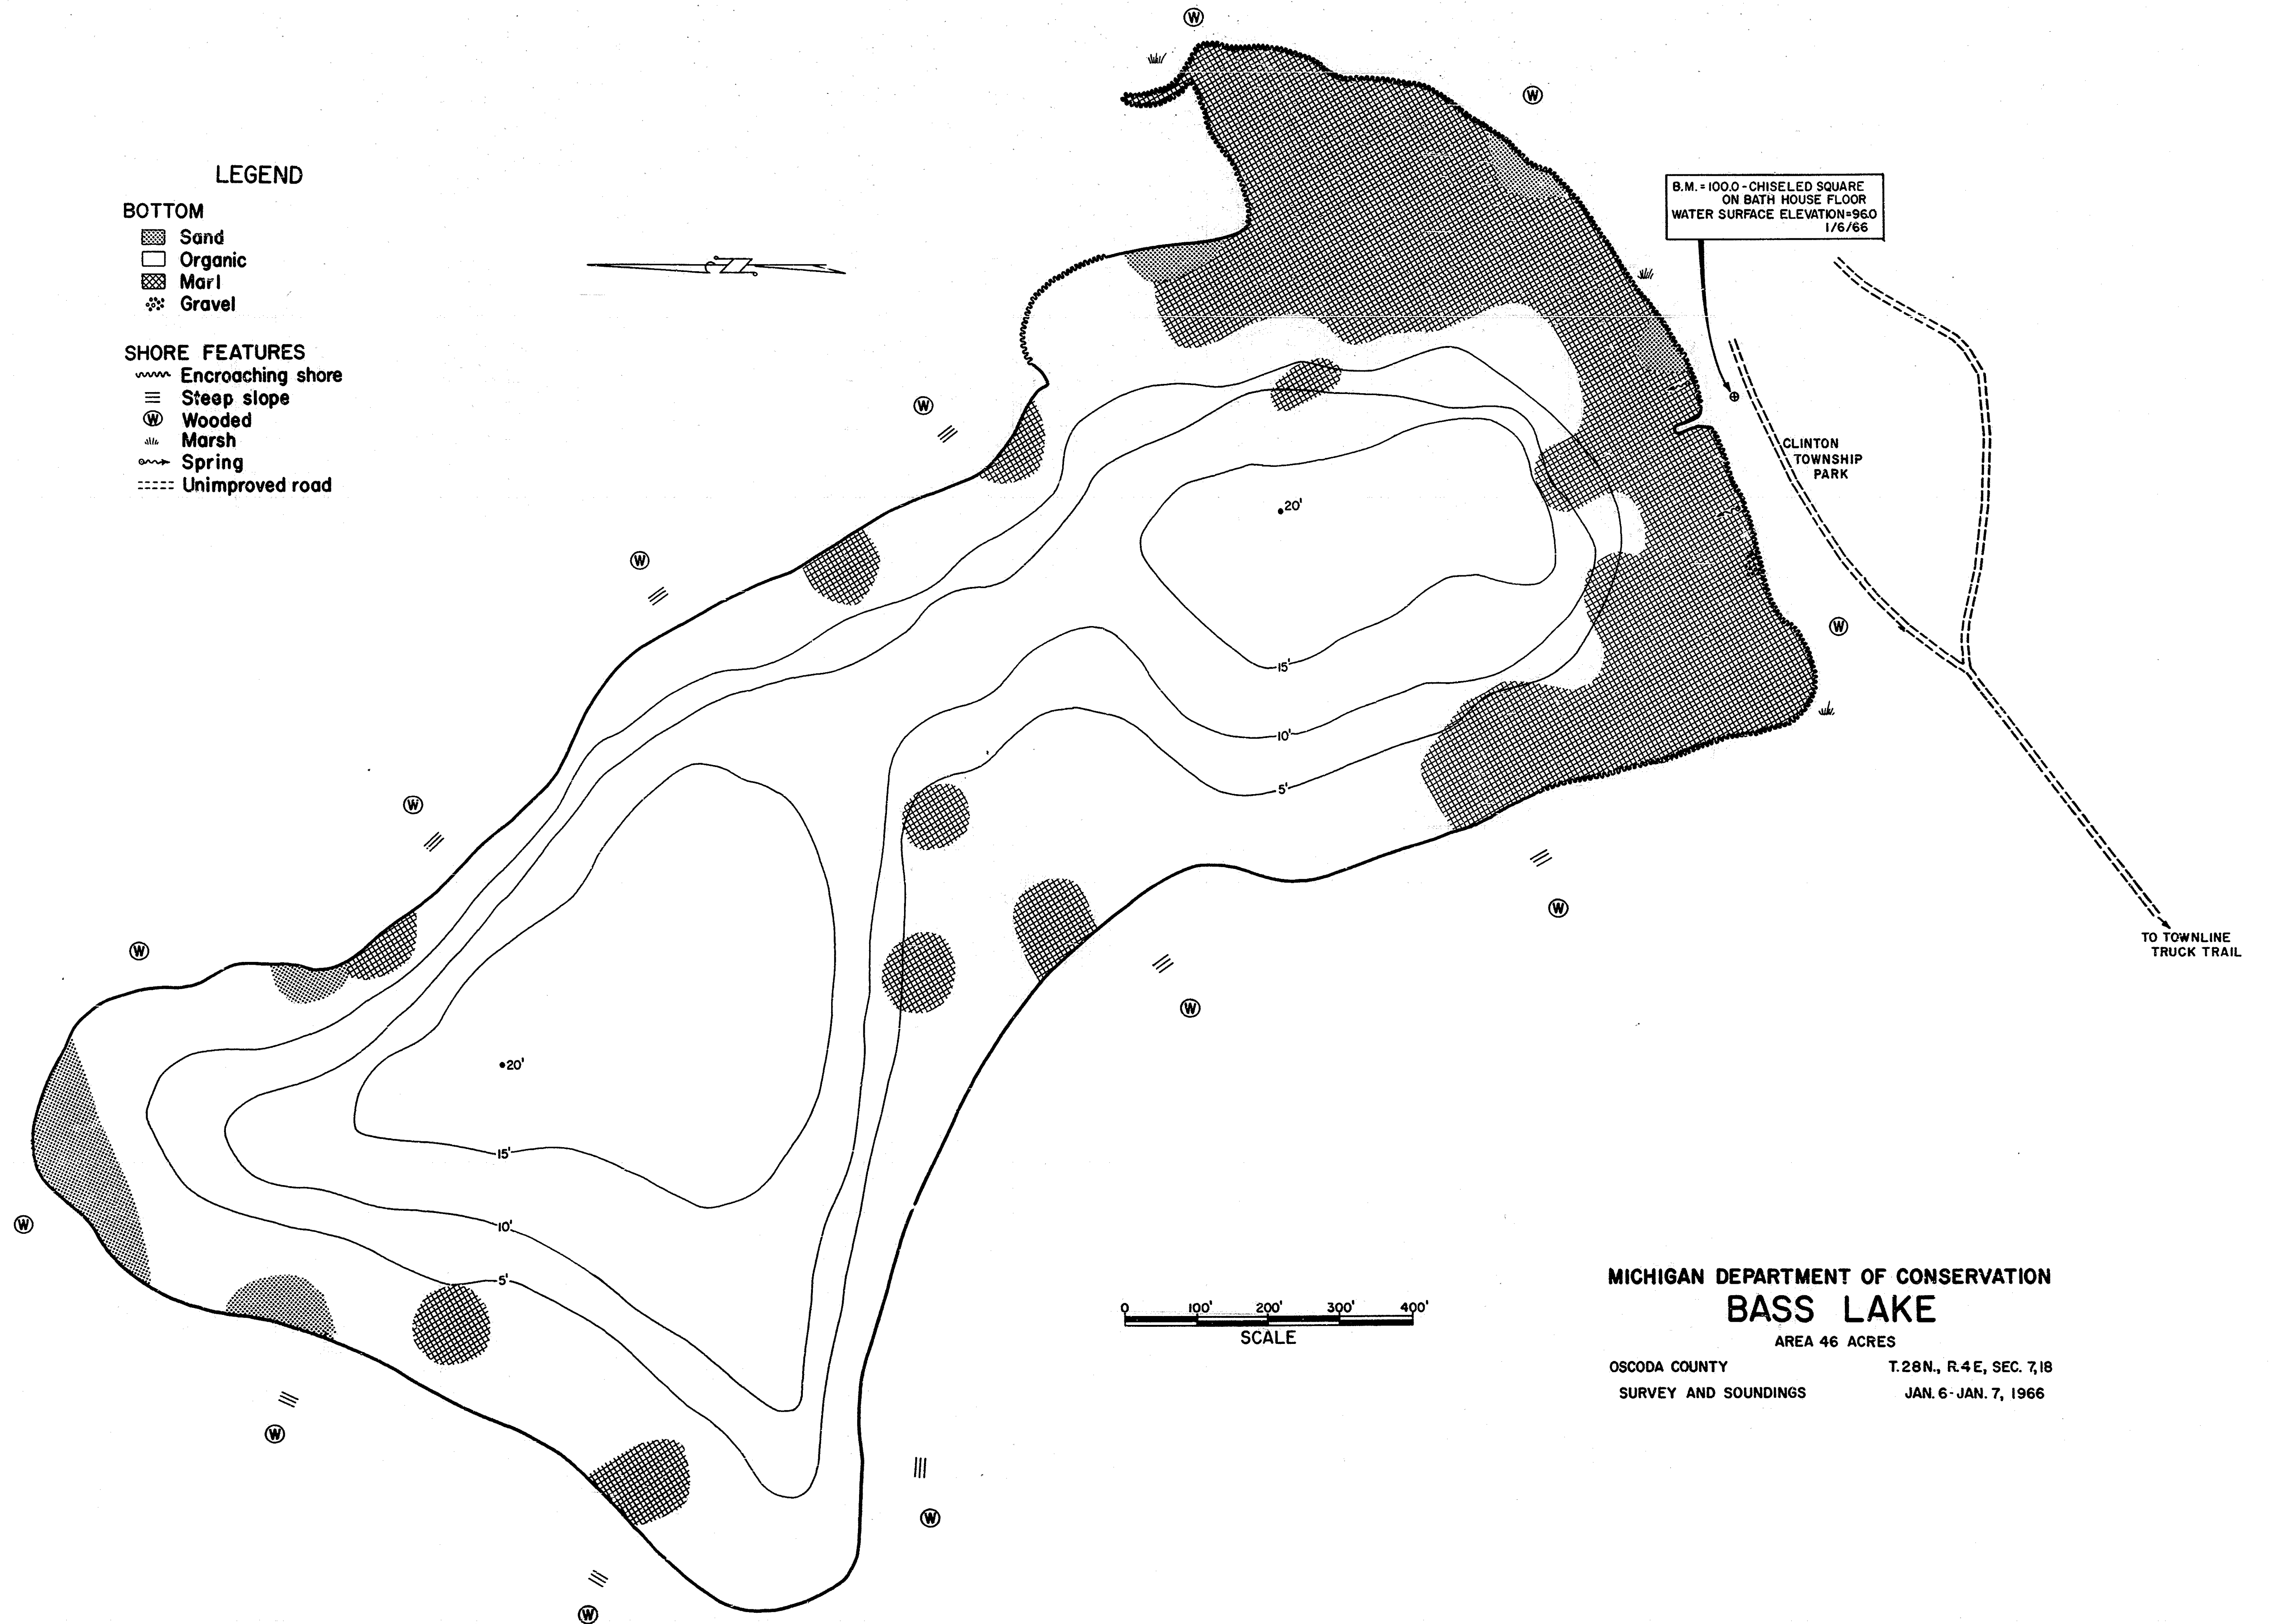 LEGEND
BOTTOM
Sand
Organic
Marl
Gravel
SHORE FEATURES
Encroaching shore
Steep slope
W Wooded
Marsh
Spring
Unimproved road
W
W
W
W
W
W
W
W
W
W
W
W
W
W
N
B.M. = 100.0 - CHISELED SQUARE
ON BATH HOUSE FLOOR
WATER SURFACE ELEVATION=96.0
1/6/66
CLINTON
TOWNSHIP
PARK
TO TOWNLINE
TRUCK TRAIL
20'
15'
10'
5'
20'
15'
10'
5'
0 100' 200' 300' 400'
SCALE
MICHIGAN DEPARTMENT OF CONSERVATION
BASS LAKE
AREA 46 ACRES
OSCODA COUNTY T.28N., R.4E, SEC. 7,18
SURVEY AND SOUNDINGS JAN. 6-JAN. 7, 1966